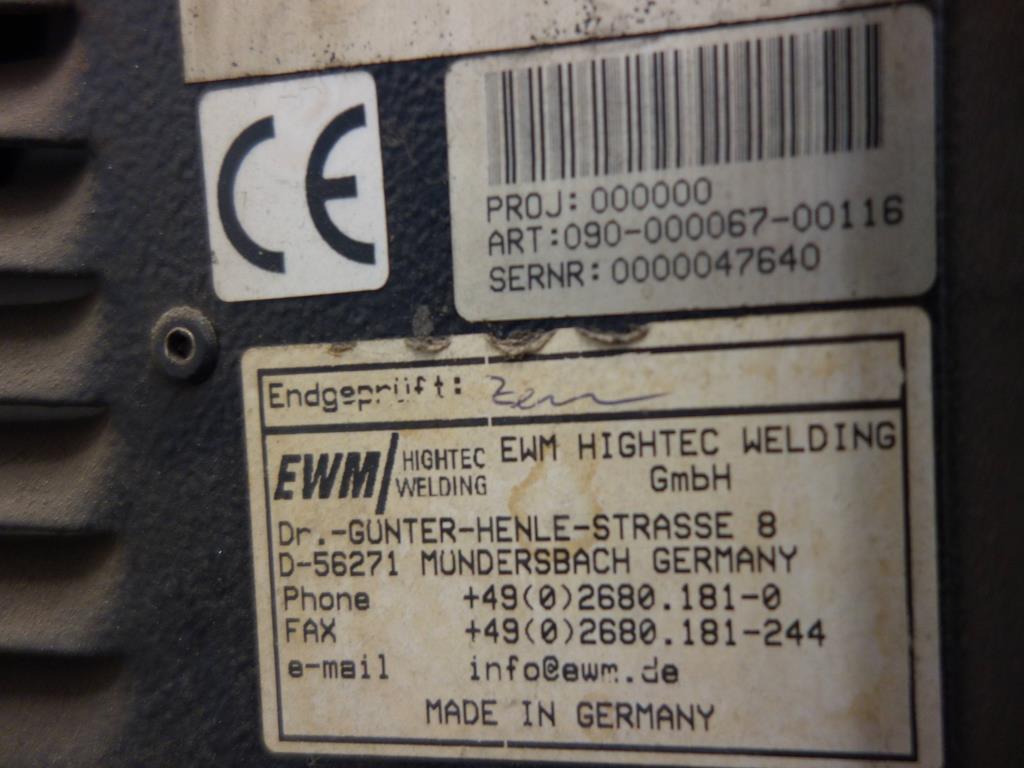 CE
PROJ: 000000
ART:090-000067-00116
SERNR: 0000047640
Endgeprüft:
EWM HIGHTEC WELDING
EWM HIGHTEC WELDING
GmbH
Dr.-GÜNTER-HENLE-STRASSE 8
D-56271 MÜNDERSBACH GERMANY
Phone +49(0)2680.181-0
FAX +49(0)2680.181-244
e-mail info@ewm.de
MADE IN GERMANY